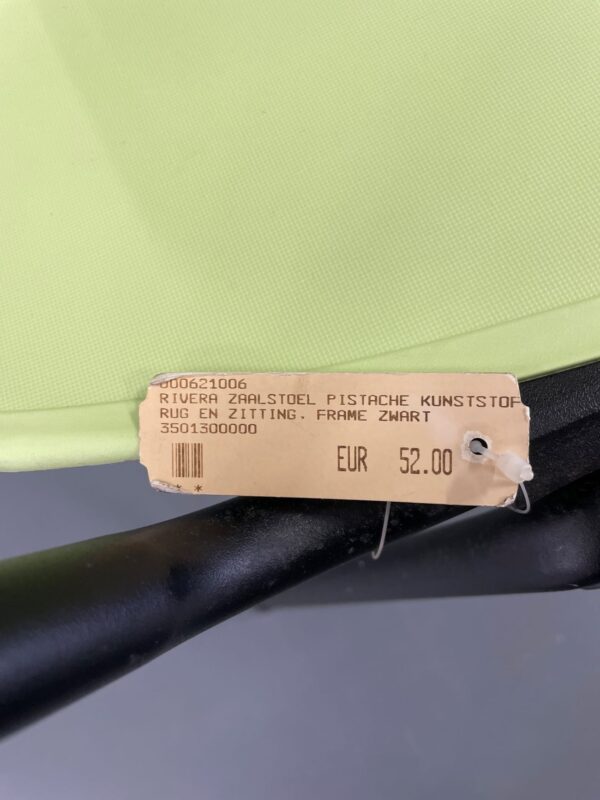 000621006
RIVERA ZAALSTOEL PISTACHE KUNSTSTOF
RUG EN ZITTING. FRAME ZWART
3501300000
EUR 52.00
* *